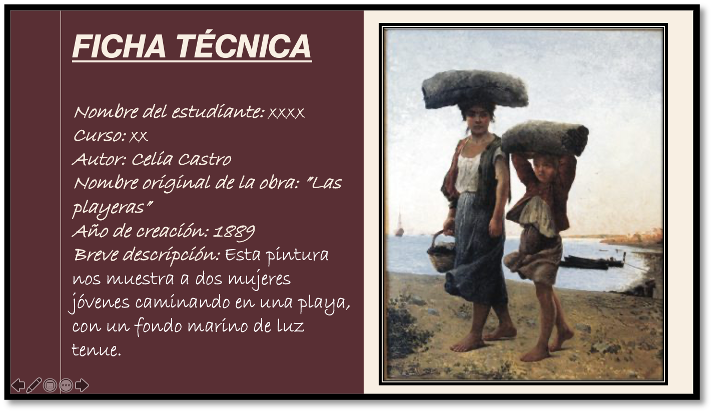 FICHA TÉCNICA
Nombre del estudiante: xxxx
Curso: xx
Autor: Celia Castro
Nombre original de la obra: "Las
playeras"
Año de creación: 1889
Breve descripción: Esta pintura
nos muestra a dos mujeres
jóvenes caminando en una playa,
con un fondo marino de luz
tenue.